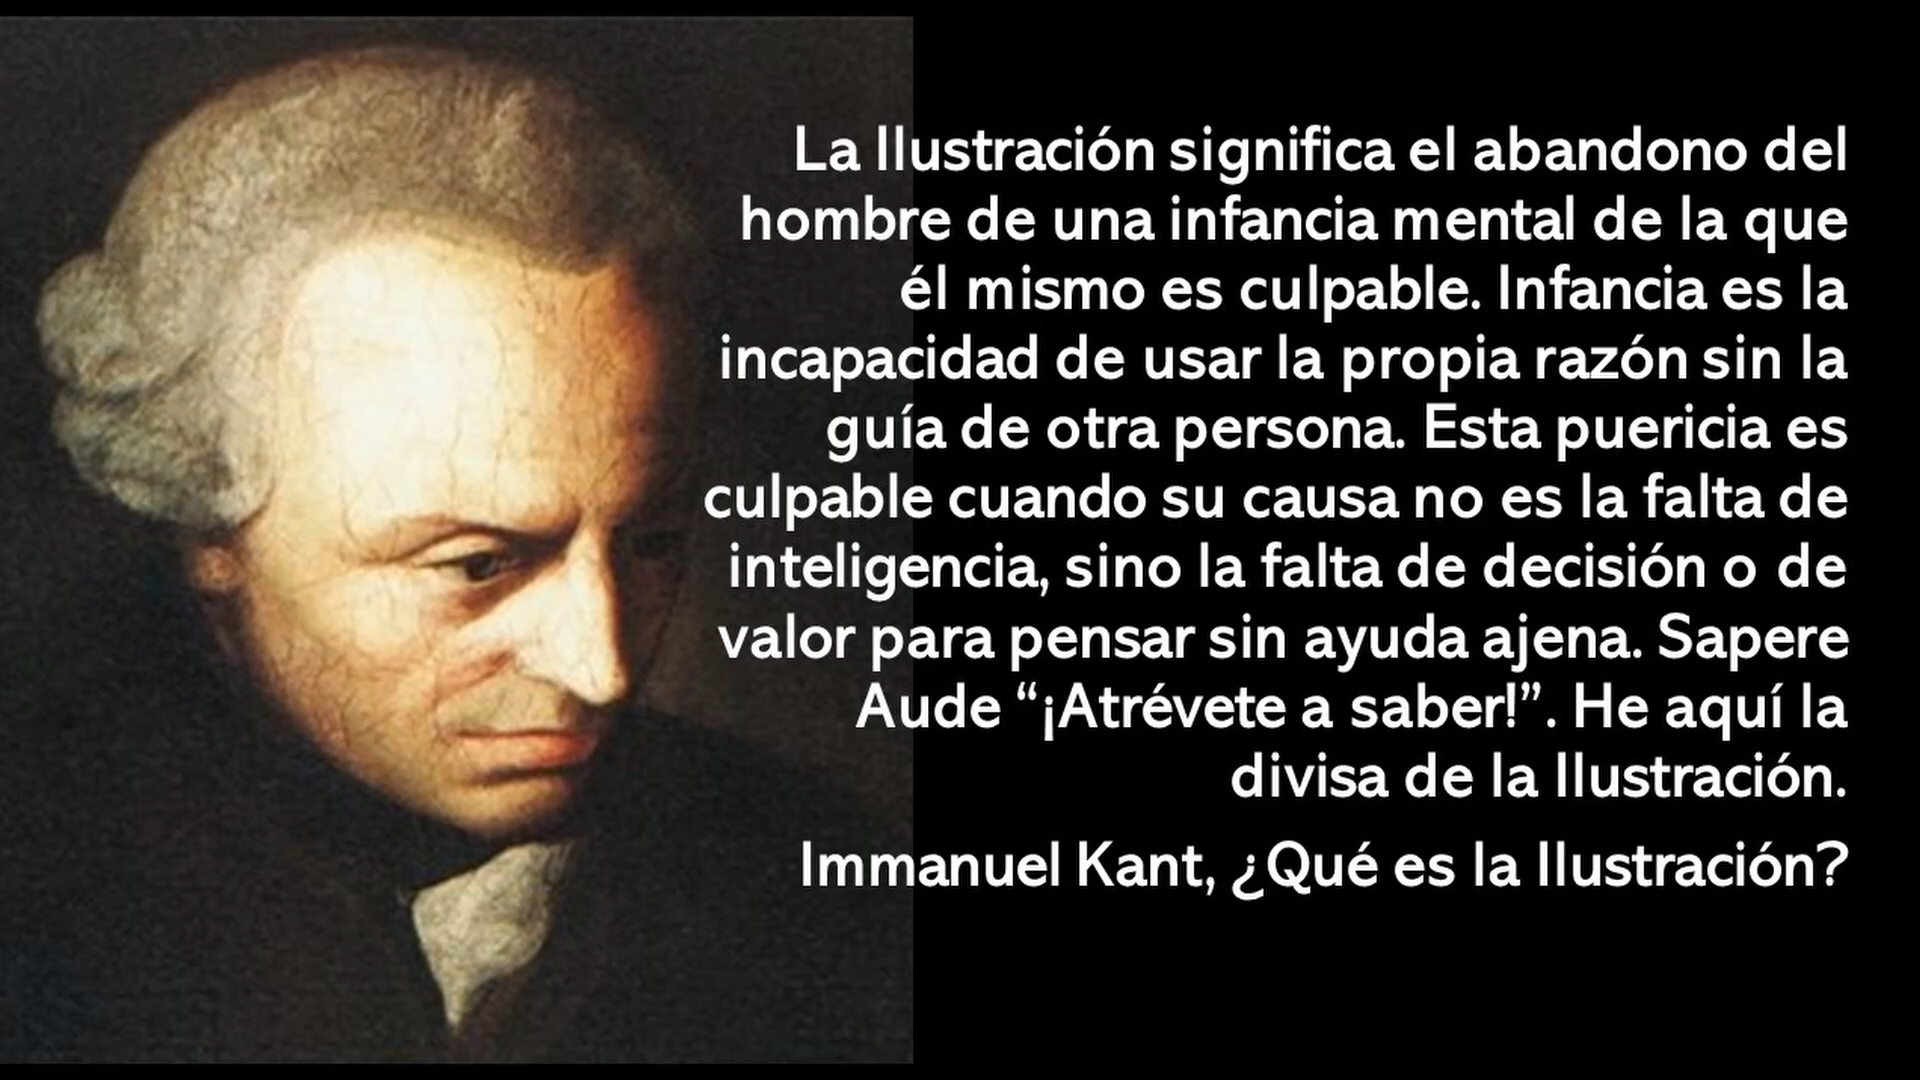 La Ilustración significa el abandono del
hombre de una infancia mental de la que
él mismo es culpable. Infancia es la
incapacidad de usar la propia razón sin la
guía de otra persona. Esta puericia es
culpable cuando su causa no es la falta de
inteligencia, sino la falta de decisión o de
valor para pensar sin ayuda ajena. Sapere
Aude “¡Atrévete a saber!”. He aquí la
divisa de la Ilustración.
Immanuel Kant, ¿Qué es la Ilustración?